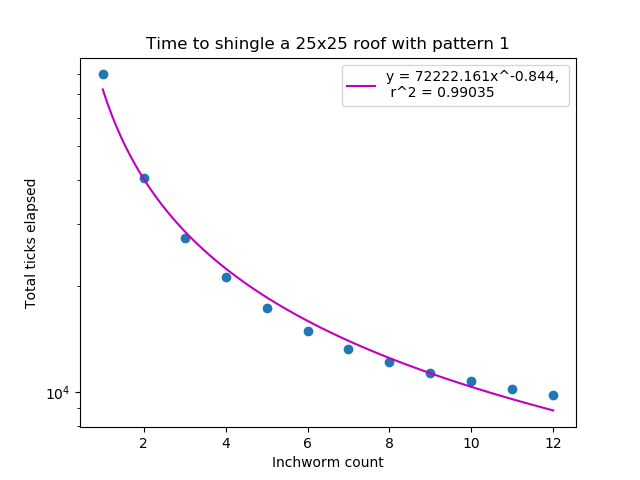 Time to shingle a 25x25 roof with pattern 1
y = 72222.161x^-0.844,
r^2 = 0.99035
Total ticks elapsed
10^4
2 4 6 8 10 12
Inchworm count